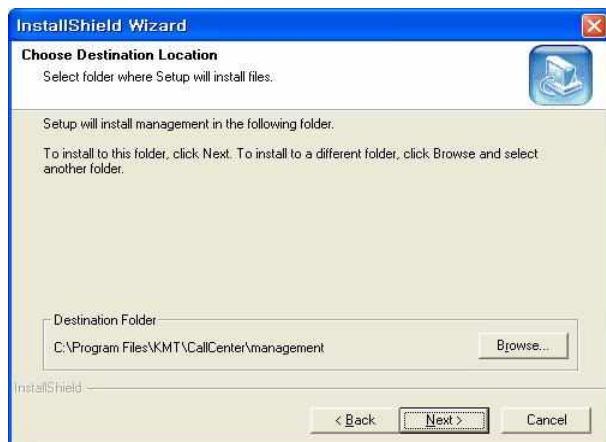 InstallShield Wizard
Choose Destination Location
Select folder where Setup will install files.
Setup will install management in the following folder.
To install to this folder, click Next. To install to a different folder, click Browse and select
another folder.
Destination Folder
C:\Program Files\KMT\CallCenter\management
Browse...
InstallShield
< Back
Next >
Cancel